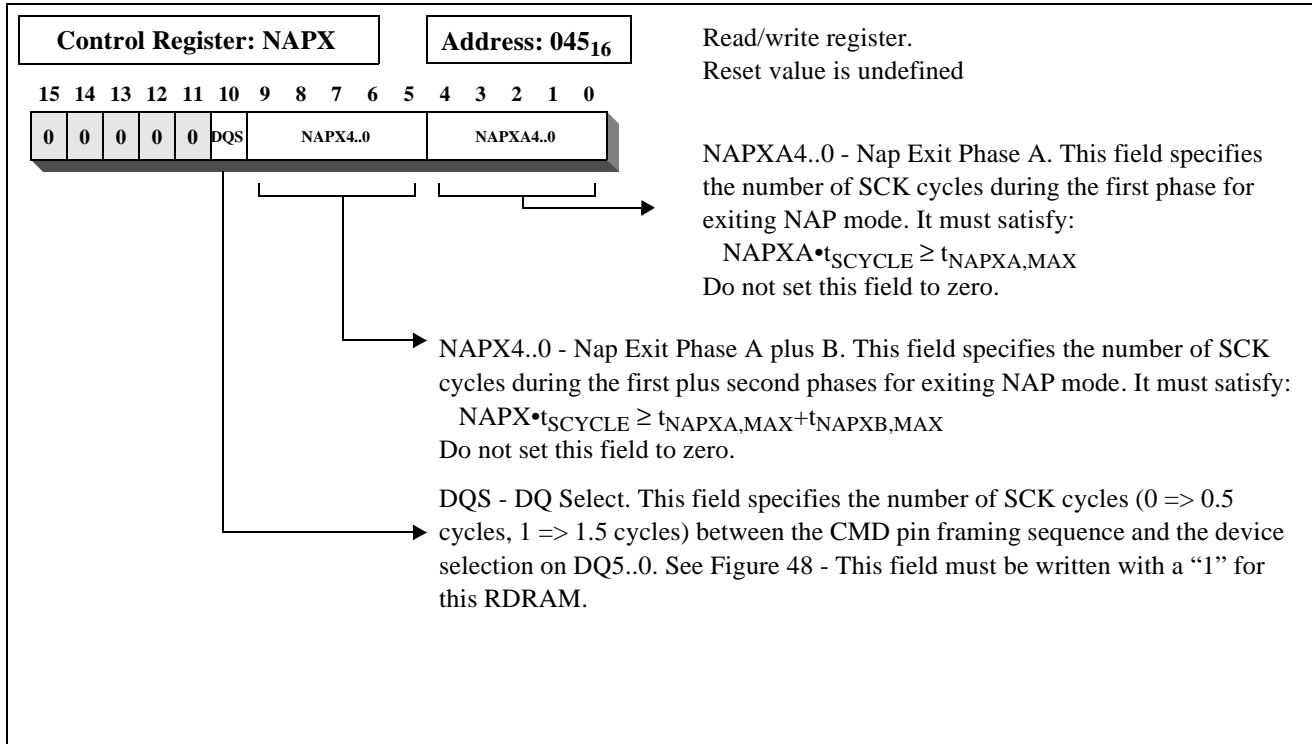 Control Register: NAPX
Address: 045₁₆
Read/write register.
Reset value is undefined
15 14 13 12 11 10 9 8 7 6 5 4 3 2 1 0
0 0 0 0 0 DQS NAPX4..0 NAPXA4..0
NAPXA4..0 - Nap Exit Phase A. This field specifies
the number of SCK cycles during the first phase for
exiting NAP mode. It must satisfy:
NAPXA•tSCYCLE ≥ tNAPXA,MAX
Do not set this field to zero.
NAPX4..0 - Nap Exit Phase A plus B. This field specifies the number of SCK
cycles during the first plus second phases for exiting NAP mode. It must satisfy:
NAPX•tSCYCLE ≥ tNAPXA,MAX+tNAPXB,MAX
Do not set this field to zero.
DQS - DQ Select. This field specifies the number of SCK cycles (0 => 0.5
cycles, 1 => 1.5 cycles) between the CMD pin framing sequence and the device
selection on DQ5..0. See Figure 48 - This field must be written with a “1” for
this RDRAM.